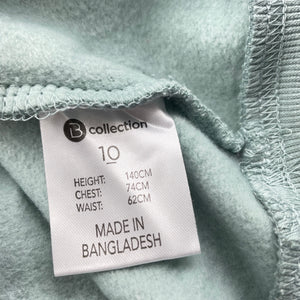 B collection
10
HEIGHT: 140CM
CHEST: 74CM
WAIST: 62CM
MADE IN
BANGLADESH